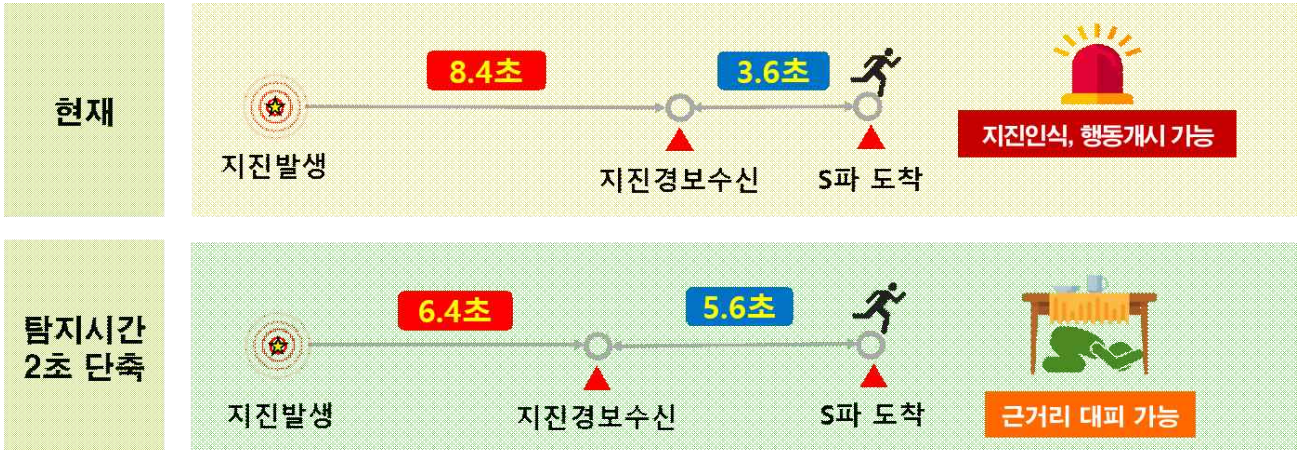 현재
8.4초
3.6초
지진발생
지진경보수신
S파 도착
지진인식, 행동개시 가능
탐지시간
2초 단축
6.4초
5.6초
지진발생
지진경보수신
S파 도착
근거리 대피 가능